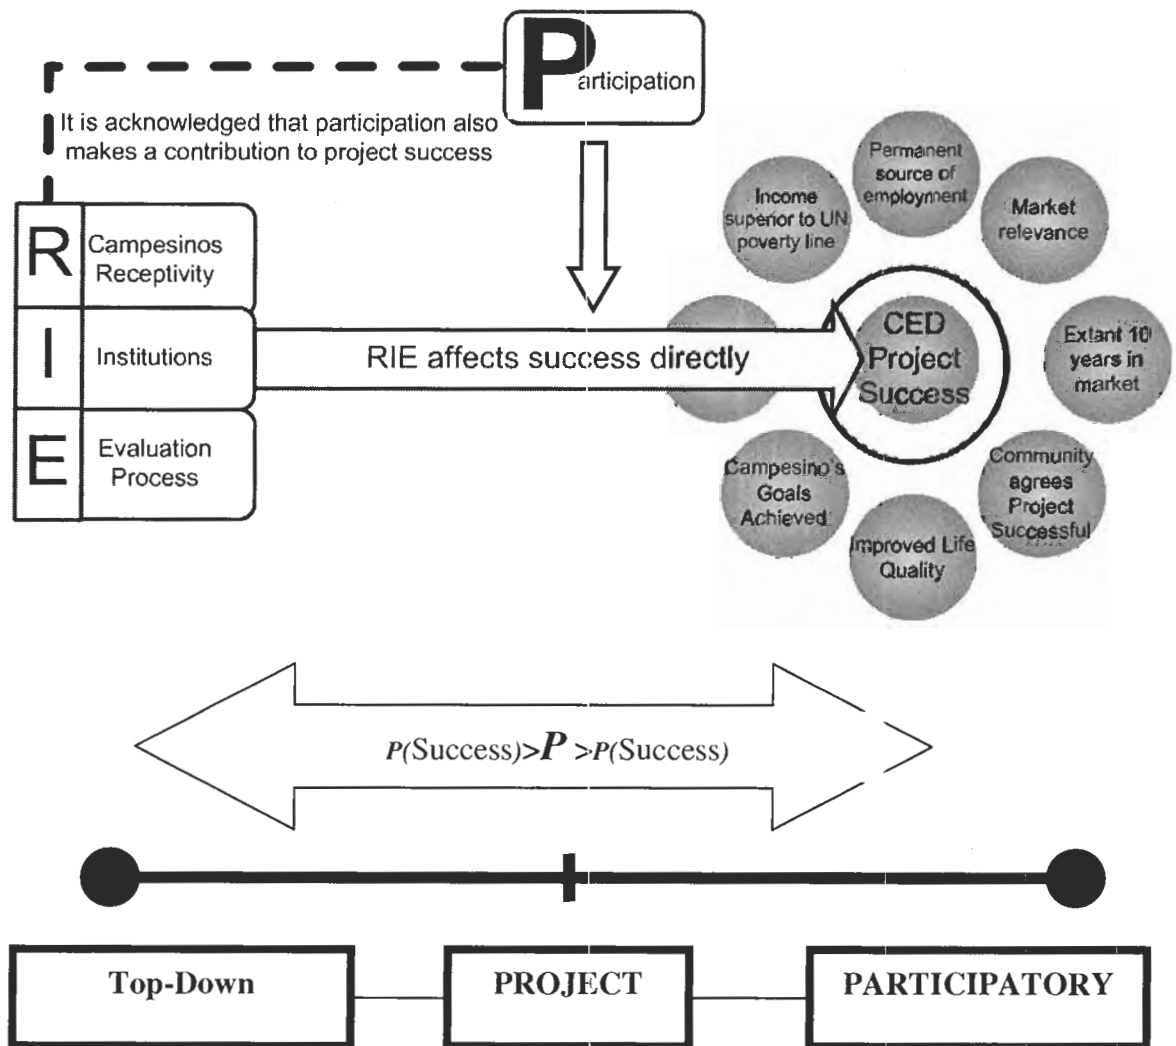 Participation
It is acknowledged that participation also
makes a contribution to project success
R
Campesinos
Receptivity
I
Institutions
E
Evaluation
Process
RIE affects success directly
CED
Project
Success
Permanent
source of
employment
Market
relevance
Extant 10
years in
market
Community
agrees
Project
Successful
Improved Life
Quality
Campesino's
Goals
Achieved
Income
superior to UN
poverty line
P(Success)>P >P(Success)
Top-Down
PROJECT
PARTICIPATORY